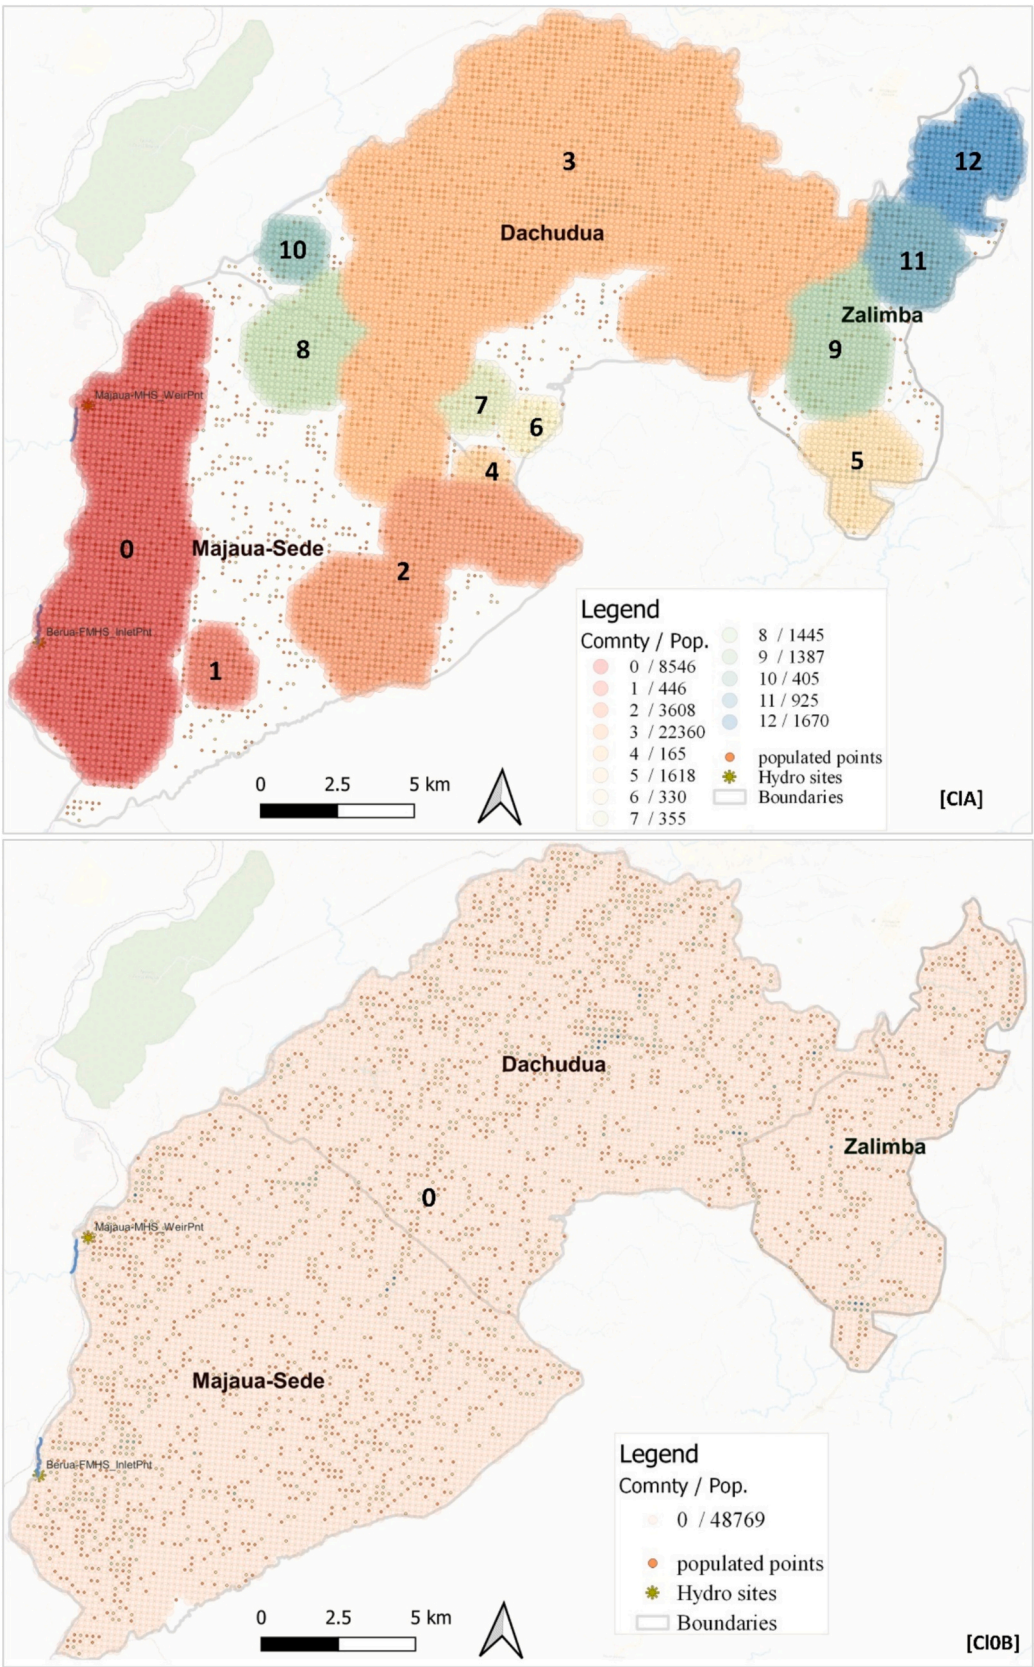 3
12
Dachudua
10
11
Zalimba
8
9
Majaua-MHS_WeirPnt
7
6
5
4
0
Majaua-Sede
2
Berua-FMHS_InletPnt
1
0 2.5 5 km
Legend
Comnty / Pop.
0 / 8546
1 / 446
2 / 3608
3 / 22360
4 / 165
5 / 1618
6 / 330
7 / 355
8 / 1445
9 / 1387
10 / 405
11 / 925
12 / 1670
populated points
Hydro sites
Boundaries
[ClA]
Dachudua
Zalimba
0
Majaua-MHS_WeirPnt
Majaua-Sede
Berua-FMHS_InletPnt
0 2.5 5 km
Legend
Comnty / Pop.
0 / 48769
populated points
Hydro sites
Boundaries
[Cl0B]